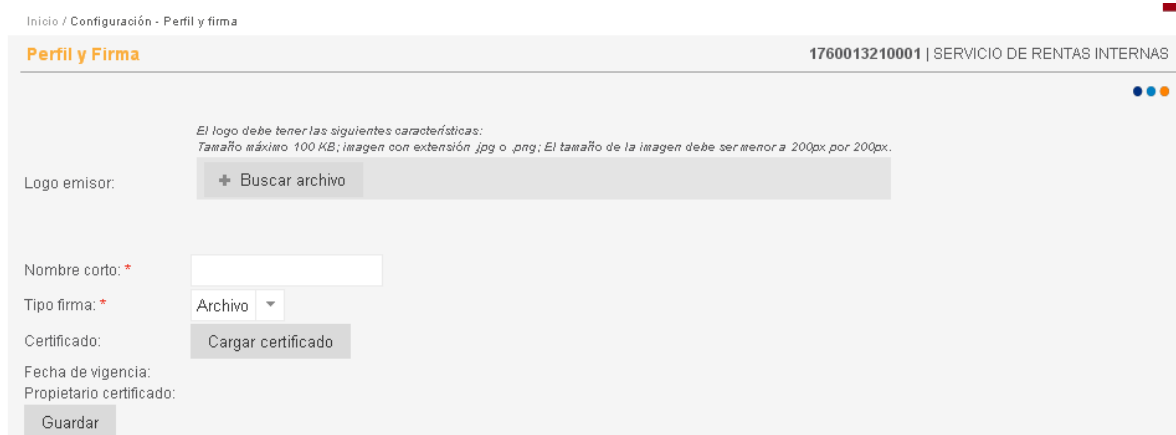 Inicio / Configuración - Perfil y firma
Perfil y Firma
1760013210001 | SERVICIO DE RENTAS INTERNAS
El logo debe tener las siguientes características:
Tamaño máximo 100 KB; imagen con extensión .jpg o .png; El tamaño de la imagen debe ser menor a 200px por 200px.
Logo emisor:
+ Buscar archivo
Nombre corto: *
Tipo firma: *
Archivo
Certificado:
Cargar certificado
Fecha de vigencia:
Propietario certificado:
Guardar